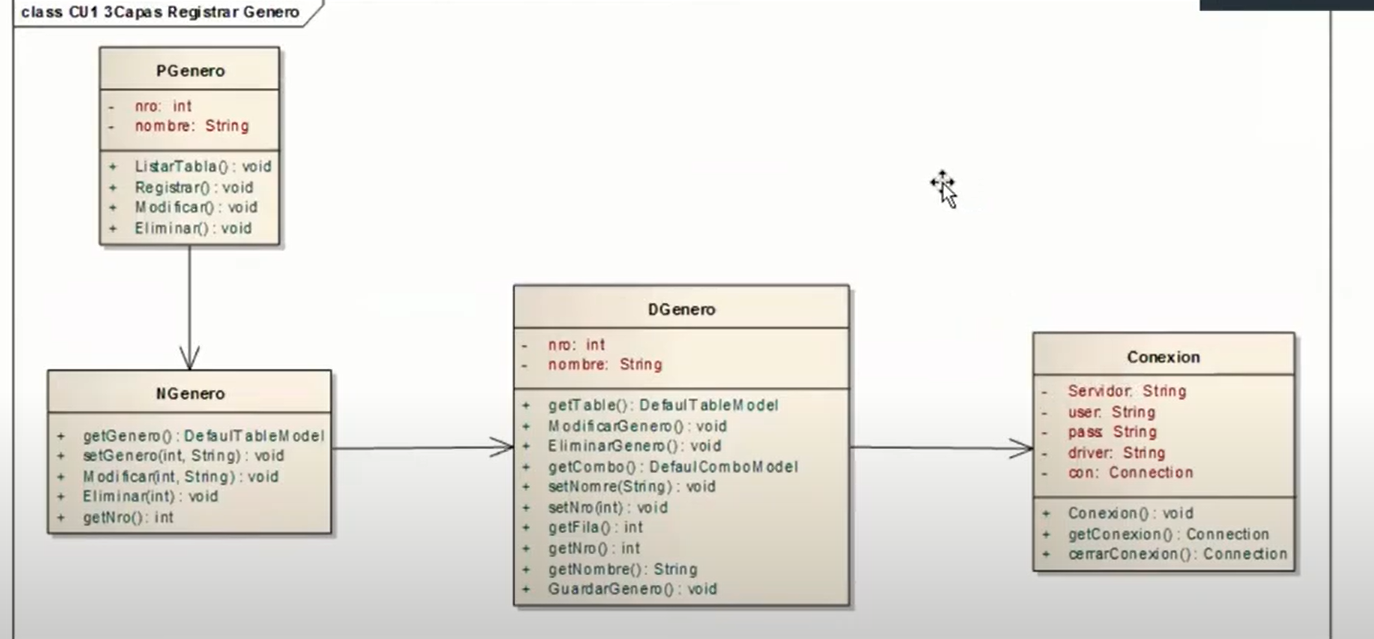 class CU1 3Capas Registrar Genero
PGenero
- nro: int
- nombre: String
+ ListarTabla() : void
+ Registrar() : void
+ Modificar() : void
+ Eliminar() : void
NGenero
+ getGenero() : DefaulTableModel
+ setGenero(int, String) : void
+ Modificar(int, String) : void
+ Eliminar(int) : void
+ getNro() : int
DGenero
- nro: int
- nombre: String
+ getTable() : DefaulTableModel
+ ModificarGenero() : void
+ EliminarGenero() : void
+ getCombo() : DefaulComboModel
+ setNomre(String) : void
+ setNro(int) : void
+ getFila() : int
+ getNro() : int
+ getNombre() : String
+ GuardarGenero() : void
Conexion
- Servidor: String
- user: String
- pass: String
- driver: String
- con: Connection
+ Conexion() : void
+ getConexion() : Connection
+ cerrarConexion() : Connection